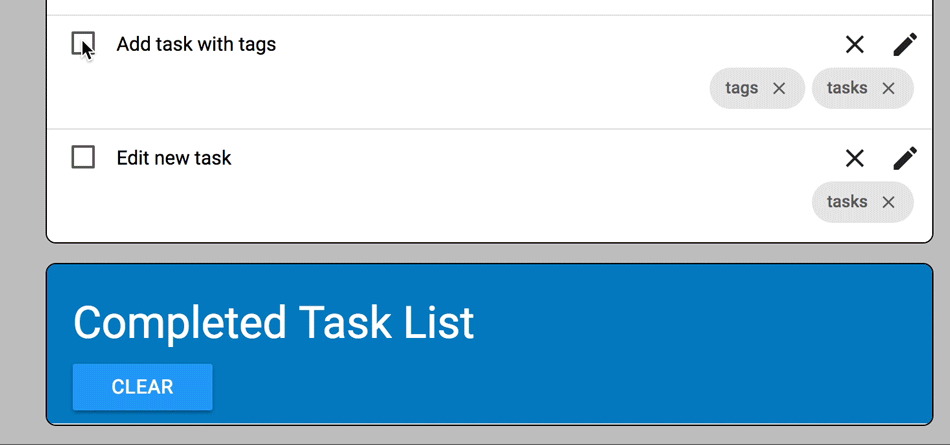 Add task with tags
tags tasks
Edit new task
tasks
Completed Task List
CLEAR